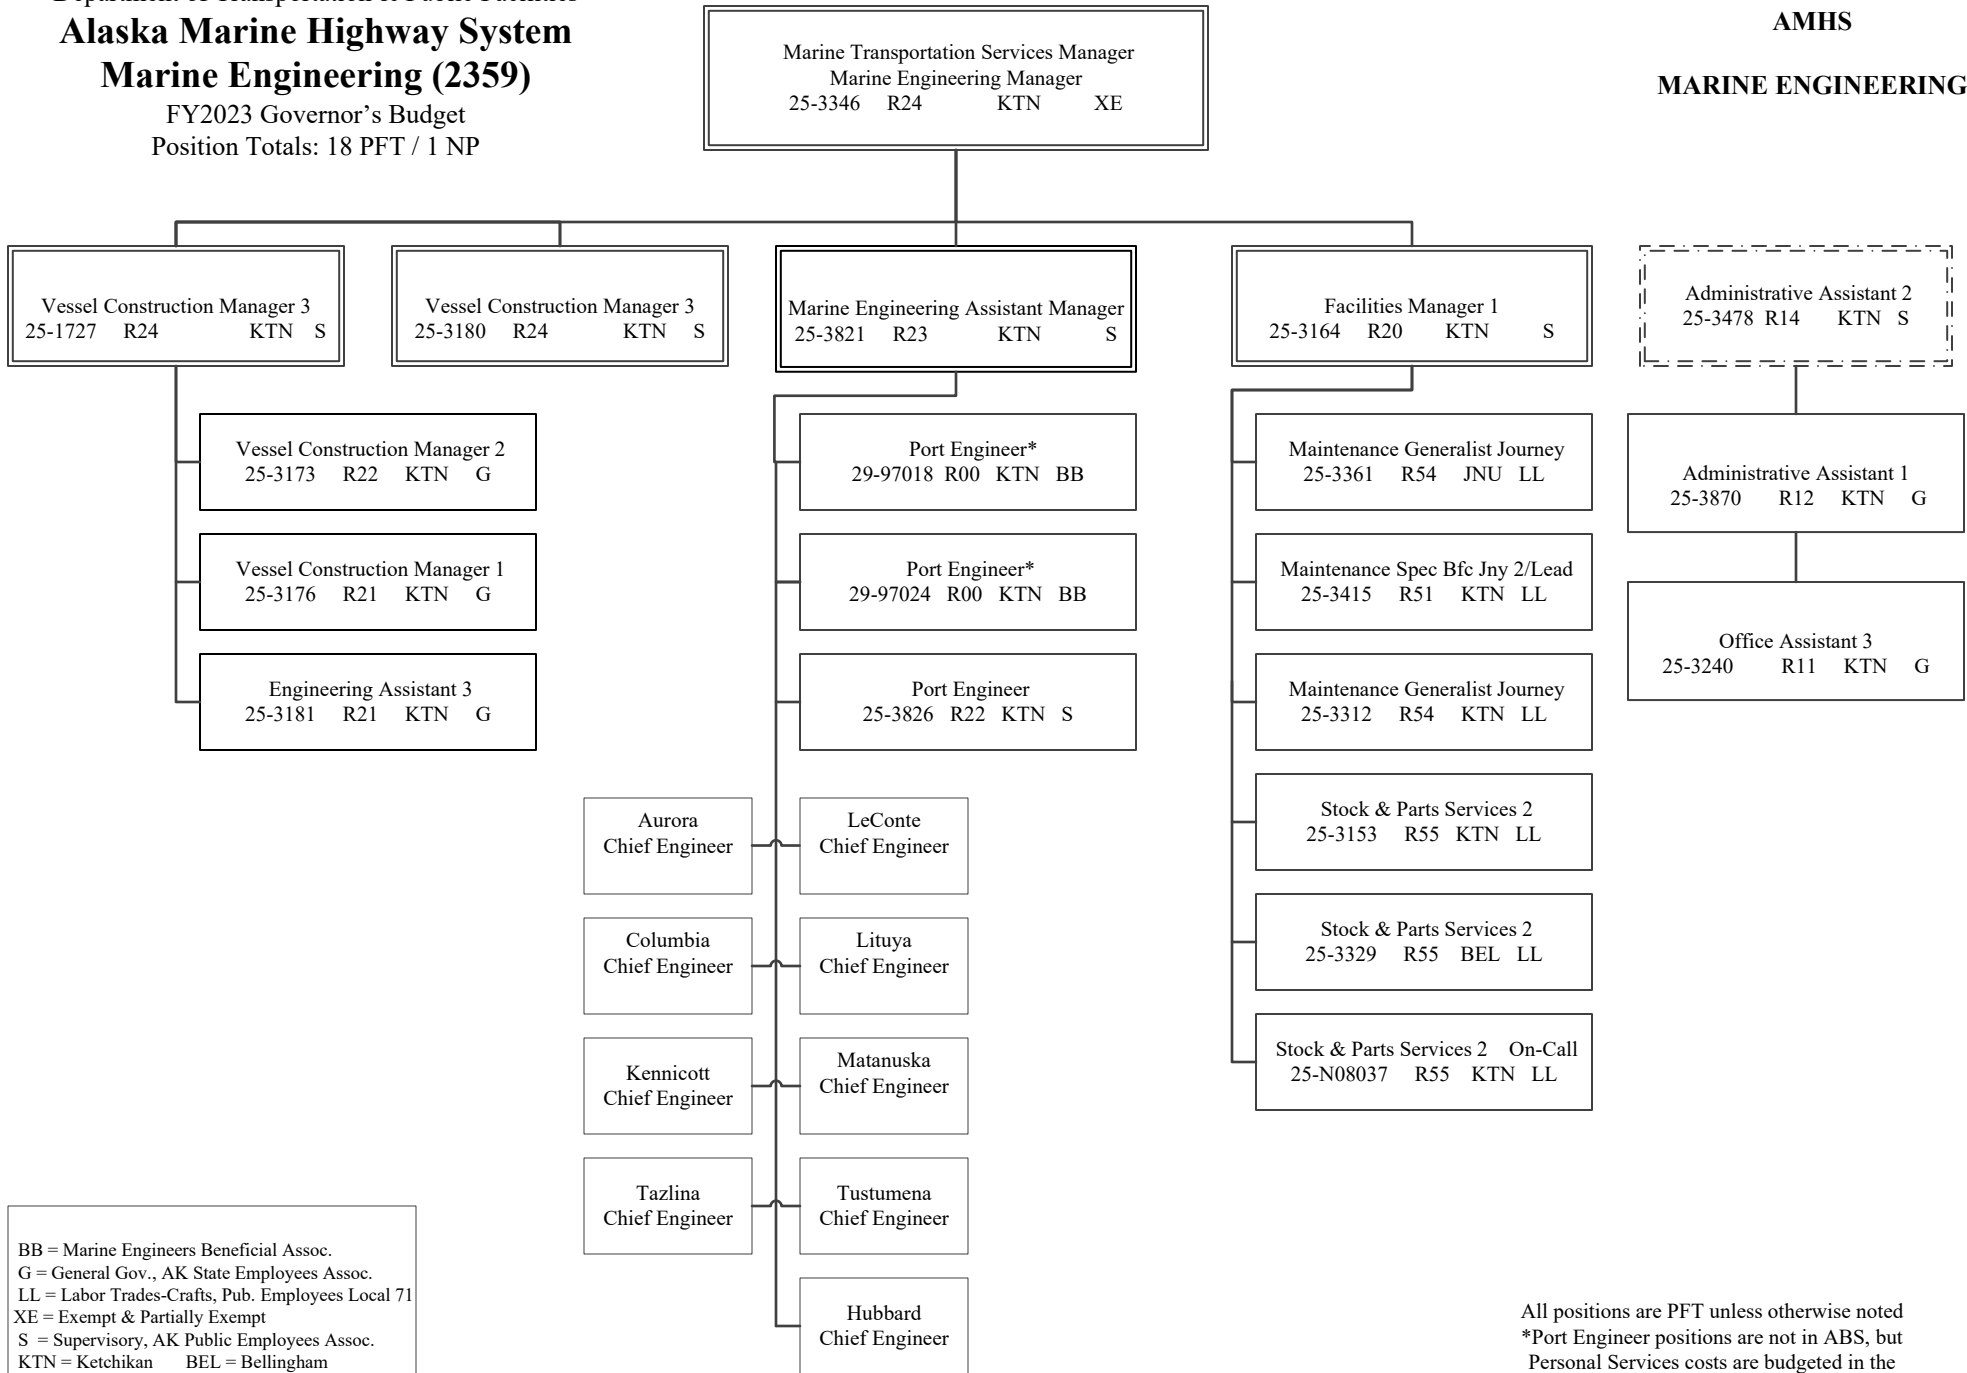 Department of Transportation & Public Facilities
Alaska Marine Highway System
Marine Engineering (2359)
FY2023 Governor's Budget
Position Totals: 18 PFT / 1 NP
Marine Transportation Services Manager
Marine Engineering Manager
25-3346 R24 KTN XE
AMHS
MARINE ENGINEERING
Vessel Construction Manager 3
25-1727 R24 KTN S
Vessel Construction Manager 3
25-3180 R24 KTN S
Marine Engineering Assistant Manager
25-3821 R23 KTN S
Facilities Manager 1
25-3164 R20 KTN S
Administrative Assistant 2
25-3478 R14 KTN S
Vessel Construction Manager 2
25-3173 R22 KTN G
Vessel Construction Manager 1
25-3176 R21 KTN G
Engineering Assistant 3
25-3181 R21 KTN G
Port Engineer*
29-97018 R00 KTN BB
Port Engineer*
29-97024 R00 KTN BB
Port Engineer
25-3826 R22 KTN S
Aurora
Chief Engineer
LeConte
Chief Engineer
Columbia
Chief Engineer
Lituya
Chief Engineer
Kennicott
Chief Engineer
Matanuska
Chief Engineer
Tazlina
Chief Engineer
Tustumena
Chief Engineer
Hubbard
Chief Engineer
Maintenance Generalist Journey
25-3361 R54 JNU LL
Maintenance Spec Bfc Jny 2/Lead
25-3415 R51 KTN LL
Maintenance Generalist Journey
25-3312 R54 KTN LL
Stock & Parts Services 2
25-3153 R55 KTN LL
Stock & Parts Services 2
25-3329 R55 BEL LL
Stock & Parts Services 2 On-Call
25-N08037 R55 KTN LL
Administrative Assistant 1
25-3870 R12 KTN G
Office Assistant 3
25-3240 R11 KTN G
BB = Marine Engineers Beneficial Assoc.
G = General Gov., AK State Employees Assoc.
LL = Labor Trades-Crafts, Pub. Employees Local 71
XE = Exempt & Partially Exempt
S = Supervisory, AK Public Employees Assoc.
KTN = Ketchikan BEL = Bellingham
All positions are PFT unless otherwise noted
*Port Engineer positions are not in ABS, but
Personal Services costs are budgeted in the